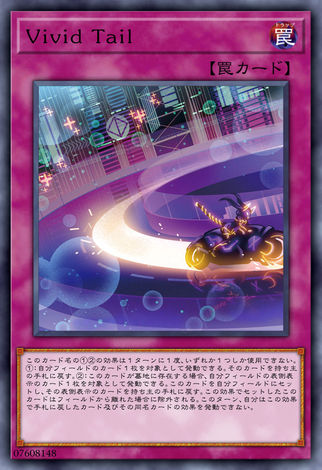 Vivid Tail
トラップ
罠
【罠カード】
このカード名の①②の効果は1ターンに1度、いずれか1つしか使用できない。
①:自分フィールドのカード1枚を対象として発動できる。そのカードを持ち主
の手札に戻す。②:このカードが墓地に存在する場合、自分フィールドの表側表
示のカード1枚を対象として発動できる。このカードを自分フィールドにセッ
トし、その表側表示のカードを持ち主の手札に戻す。この効果でセットしたこの
カードはフィールドから離れた場合に除外される。このターン、自分はこの効果
で手札に戻したカード及びその同名カードの効果を発動できない。
07608148